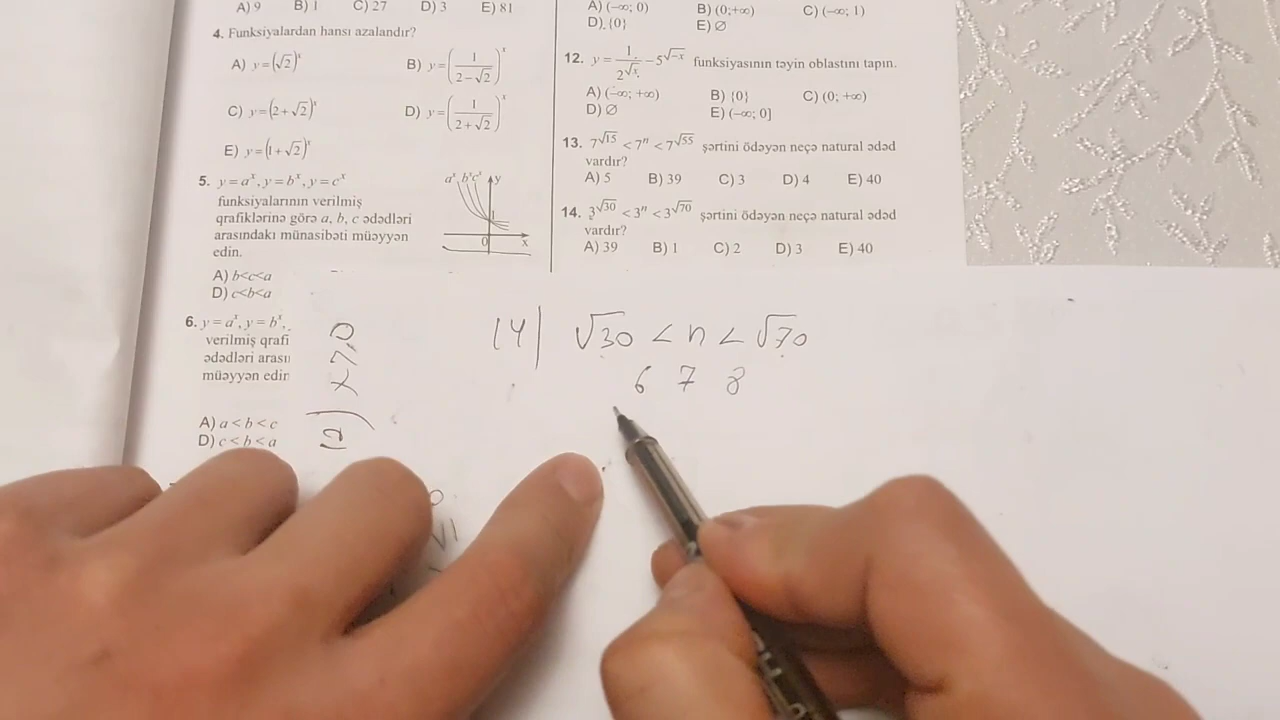 A) 9 B) 1 C) 27 D) 3 E) 81
4. Funksiyalardan hansı azalandır?
A) y=(√2)^x B) y=(1/(2−√2))^x
C) y=(2+√2)^x D) y=(1/(2+√2))^x
E) y=(1+√2)^x
5. y=a^x, y=b^x, y=c^x
funksiyalarının verilmiş
qrafiklərinə görə a, b, c ədədləri
arasındakı münasibəti müəyyən
edin.
a^x b^x c^x y
1
0 x
A) b<c<a
D) c<b<a
6. y=a^x, y=b^x,
verilmiş qrafi
ədədləri arası
müəyyən edin
A) a<b<c
D) c<b<a
A) (−∞; 0) B) (0;+∞) C) (−∞; 1)
D) {0} E) ∅
12. y=1/2^√x −5^√−x funksiyasının təyin oblastını tapın.
A) (−∞; +∞) B) {0} C) (0; +∞)
D) ∅ E) (−∞; 0]
13. 7^√15 <7^n <7^√55 şərtini ödəyən neçə natural ədəd
vardır?
A) 5 B) 39 C) 3 D) 4 E) 40
14. 3^√30 <3^n <3^√70 şərtini ödəyən neçə natural ədəd
vardır?
A) 39 B) 1 C) 2 D) 3 E) 40
14| √30 < n < √70
6 7 8
12) x>0